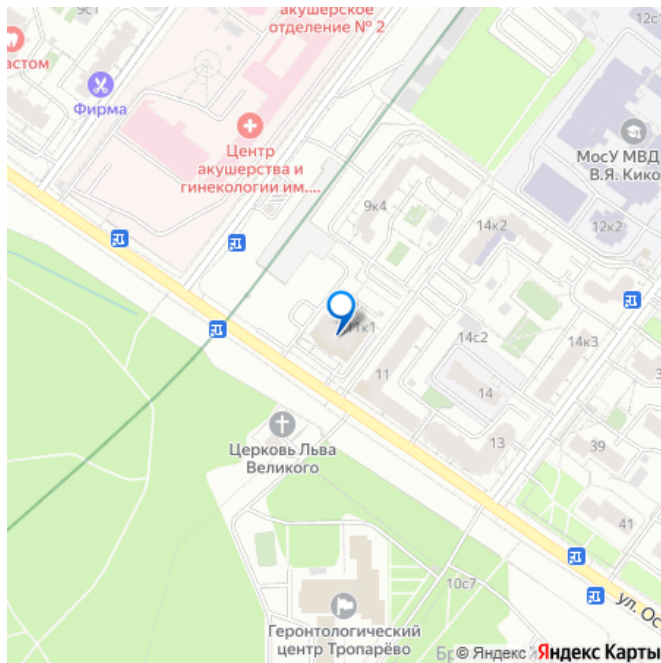 9с1
акушерское
отделение № 2
12с
астом
Фирма
Центр
акушерства и
гинекологии им....
МосУ МВД
В.Я. Кико
9к4
14к2
12к2
11к1
14с2
14к3
11
14
13
39
41
Церковь Льва
Великого
10с7
ул. Ос
Геронтологический
центр Тропарёво
© Яндекс Яндекс Карты